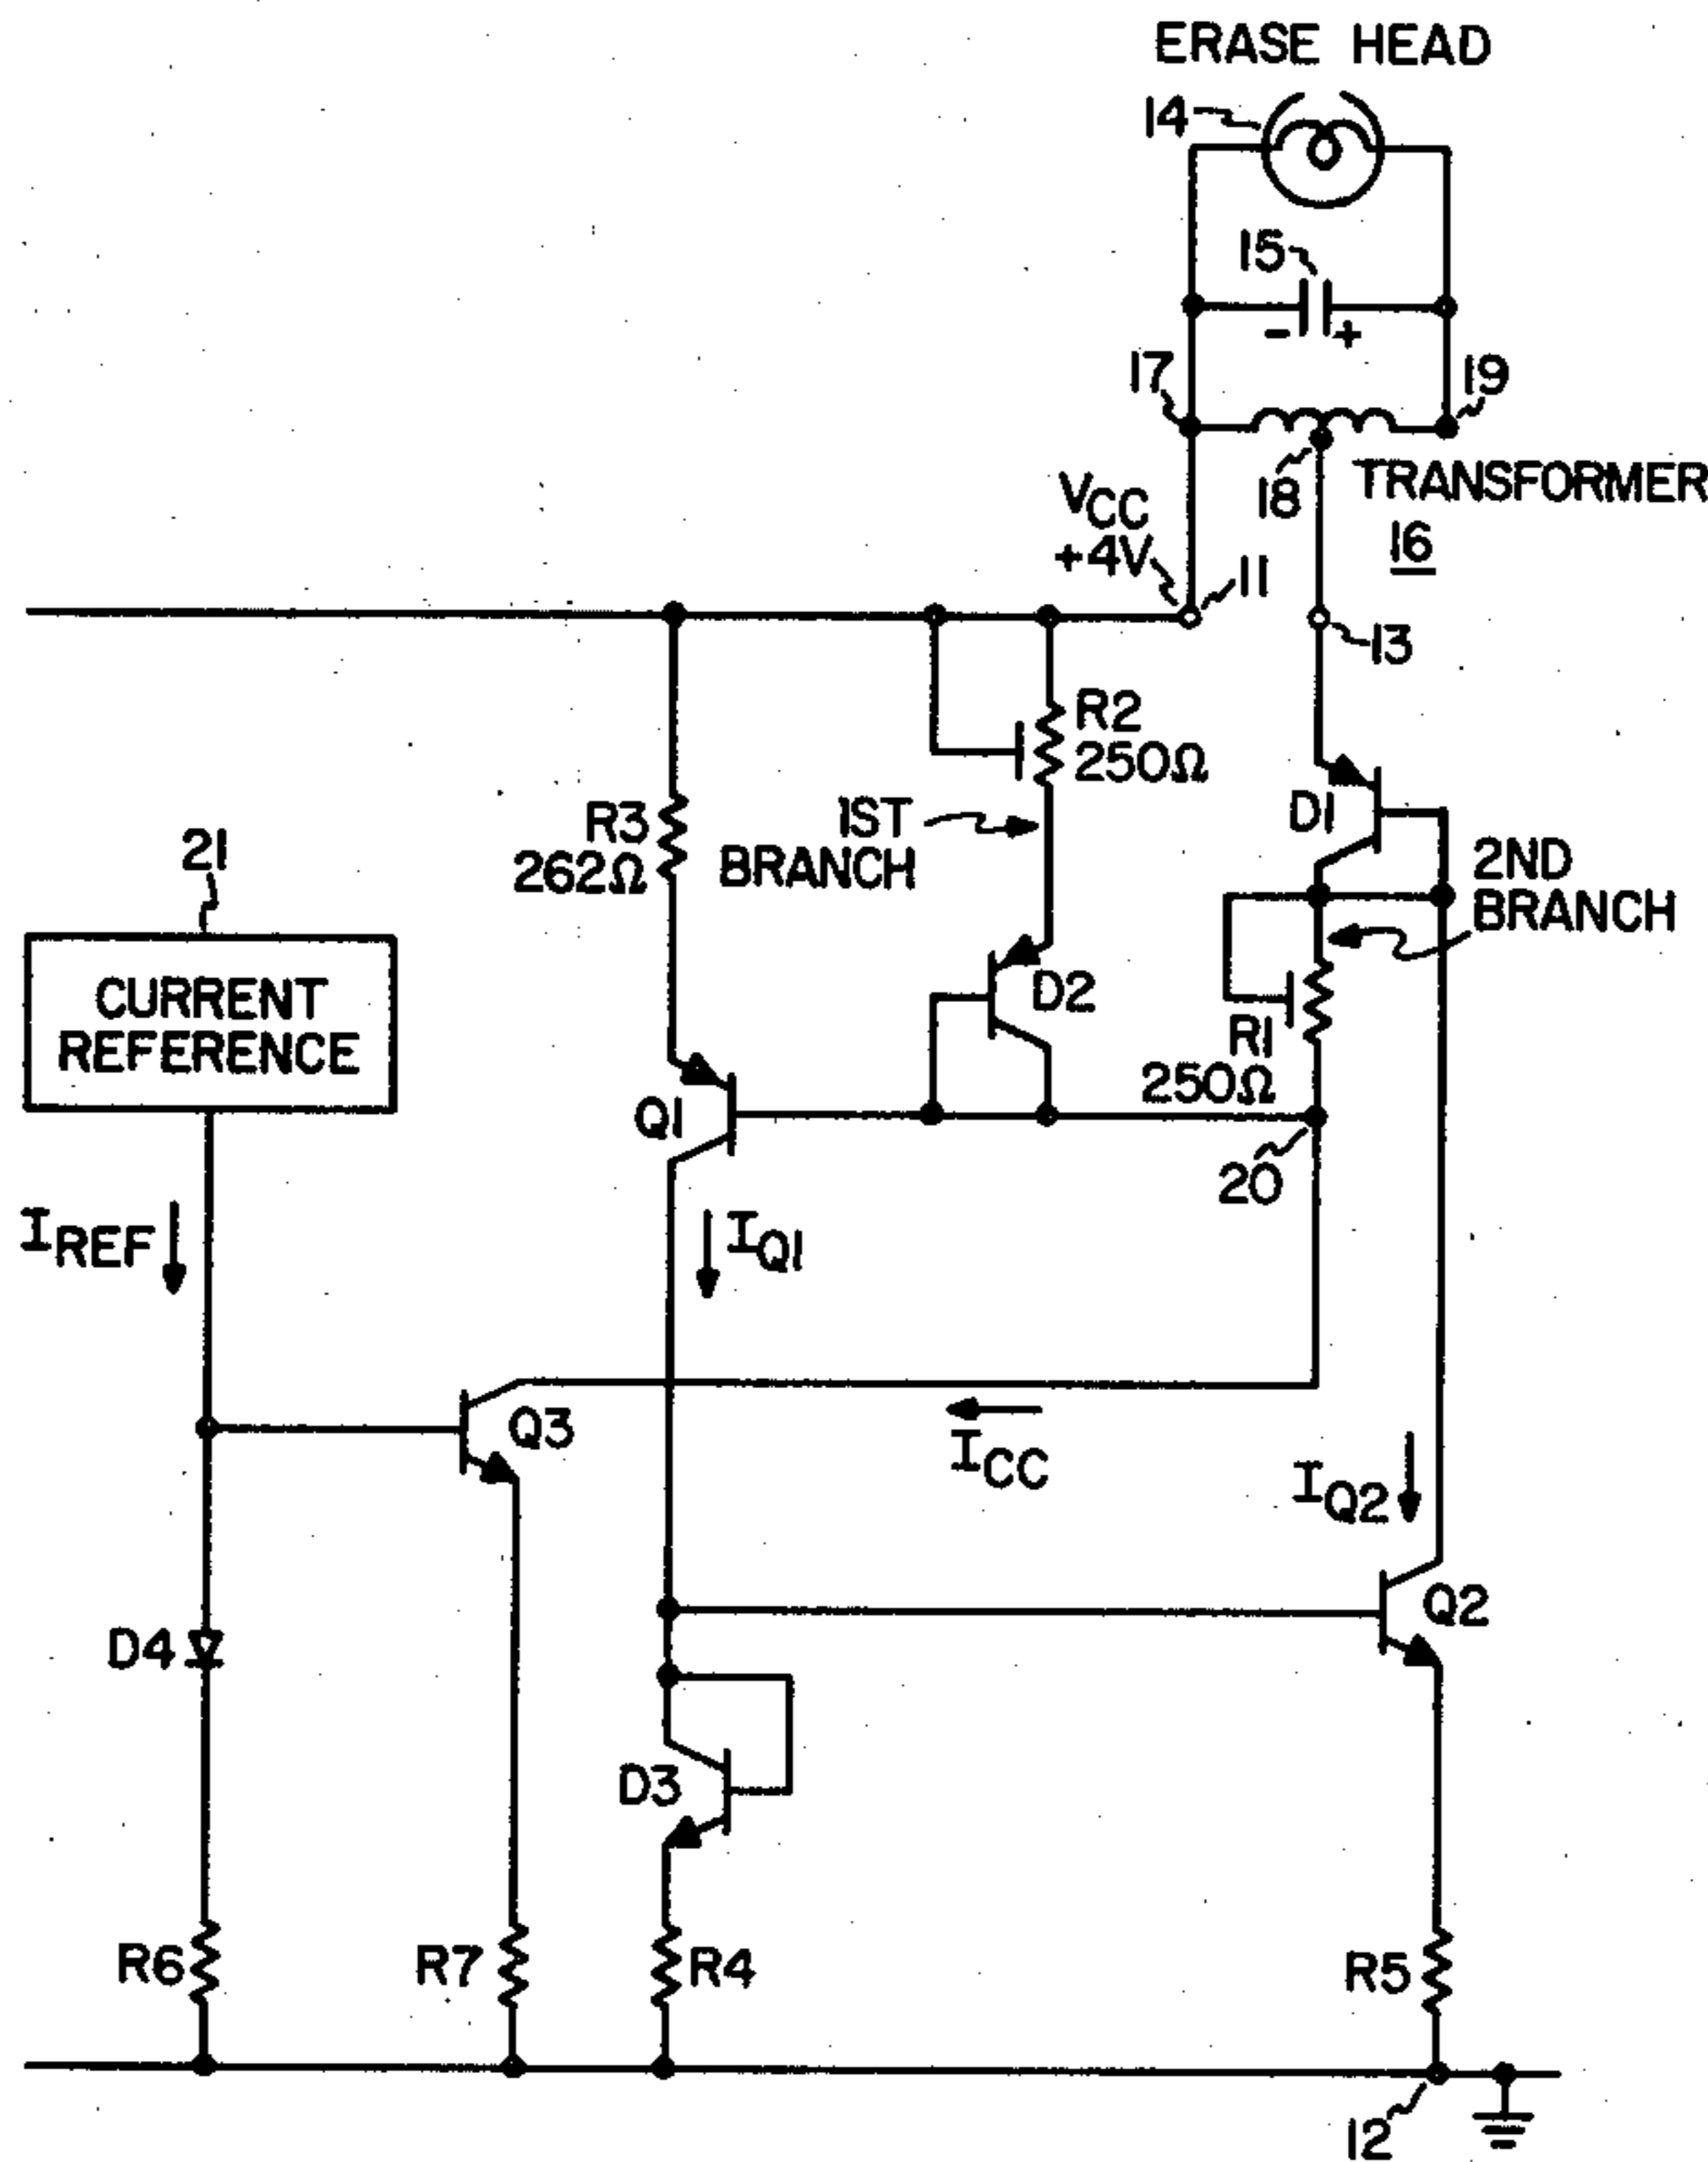 ERASE HEAD
14
15
- +
17
19
18
TRANSFORMER
16
VCC
+4V
11
13
R2
250Ω
R3
262Ω
1ST
BRANCH
D1
2ND
BRANCH
21
CURRENT
REFERENCE
D2
R1
250Ω
Q1
20
IREF
IQ1
Q3
ICC
IQ2
Q2
D4
D3
R6
R7
R4
R5
12